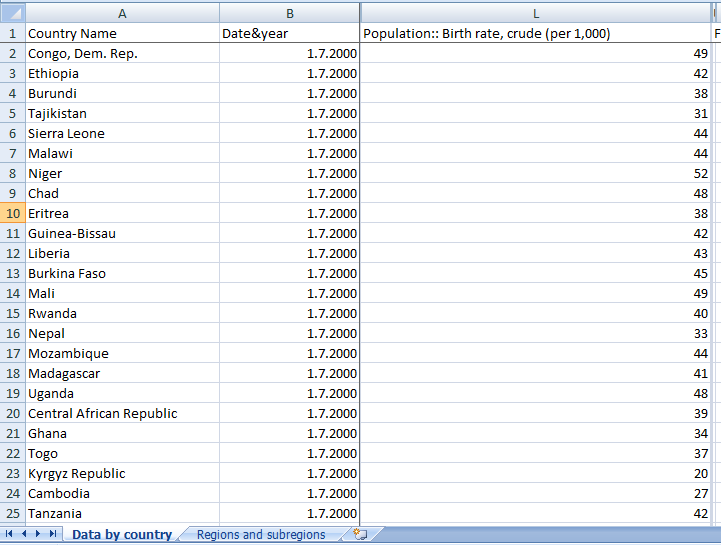 A B L
1 Country Name Date&year Population:: Birth rate, crude (per 1,000) F
2 Congo, Dem. Rep. 1.7.2000 49
3 Ethiopia 1.7.2000 42
4 Burundi 1.7.2000 38
5 Tajikistan 1.7.2000 31
6 Sierra Leone 1.7.2000 44
7 Malawi 1.7.2000 44
8 Niger 1.7.2000 52
9 Chad 1.7.2000 48
10 Eritrea 1.7.2000 38
11 Guinea-Bissau 1.7.2000 42
12 Liberia 1.7.2000 43
13 Burkina Faso 1.7.2000 45
14 Mali 1.7.2000 49
15 Rwanda 1.7.2000 40
16 Nepal 1.7.2000 33
17 Mozambique 1.7.2000 44
18 Madagascar 1.7.2000 41
19 Uganda 1.7.2000 48
20 Central African Republic 1.7.2000 39
21 Ghana 1.7.2000 34
22 Togo 1.7.2000 37
23 Kyrgyz Republic 1.7.2000 20
24 Cambodia 1.7.2000 27
25 Tanzania 1.7.2000 42
Data by country Regions and subregions